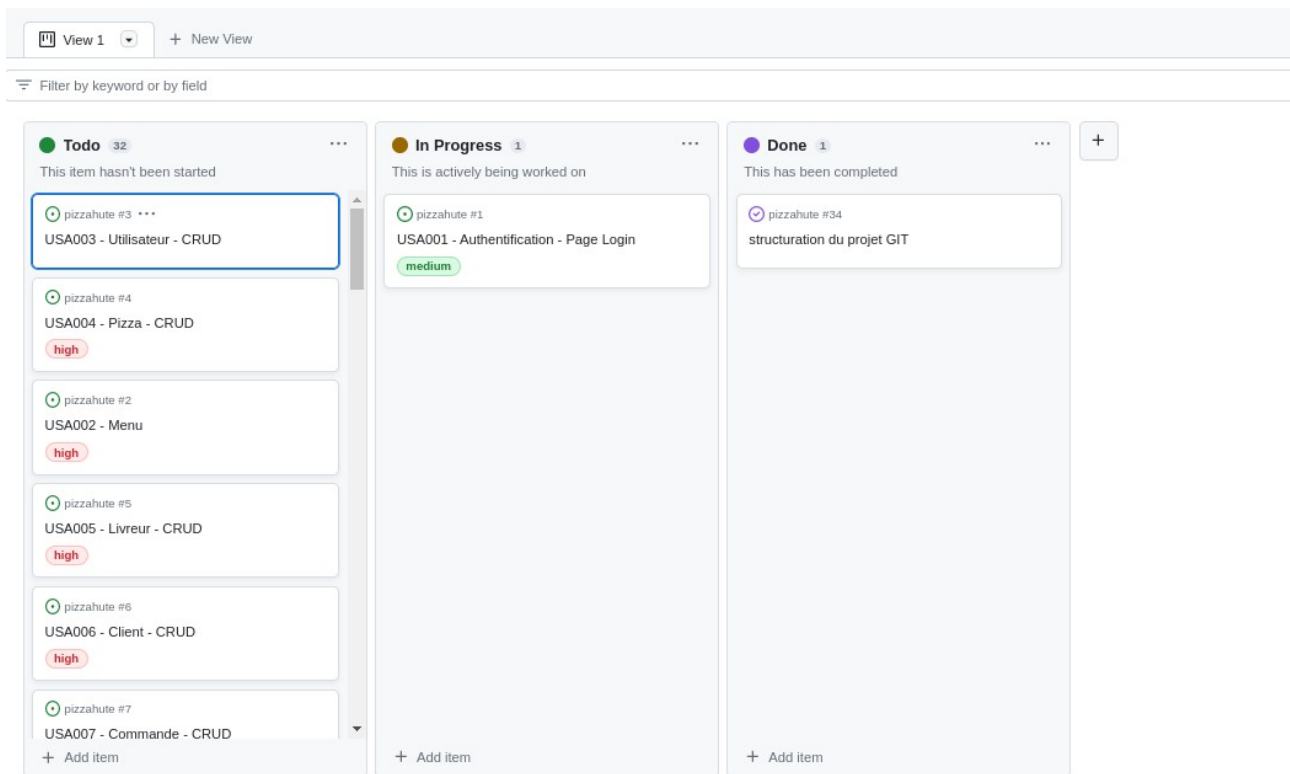 View 1
New View
Filter by keyword or by field
Todo 32
This item hasn't been started
pizzahute #3
USA003 - Utilisateur - CRUD
pizzahute #4
USA004 - Pizza - CRUD
high
pizzahute #2
USA002 - Menu
high
pizzahute #5
USA005 - Livreur - CRUD
high
pizzahute #6
USA006 - Client - CRUD
high
pizzahute #7
USA007 - Commande - CRUD
+ Add item
In Progress 1
This is actively being worked on
pizzahute #1
USA001 - Authentification - Page Login
medium
+ Add item
Done 1
This has been completed
pizzahute #34
structuration du projet GIT
+ Add item